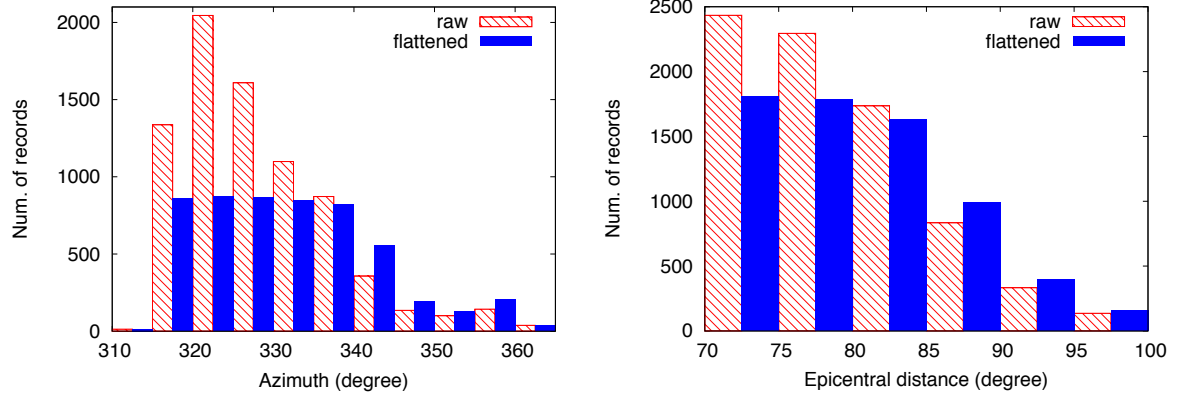 raw
flattened
2000
1500
1000
500
0
Num. of records
310 320 330 340 350 360
Azimuth (degree)
raw
flattened
2500
2000
1500
1000
500
0
Num. of records
70 75 80 85 90 95 100
Epicentral distance (degree)